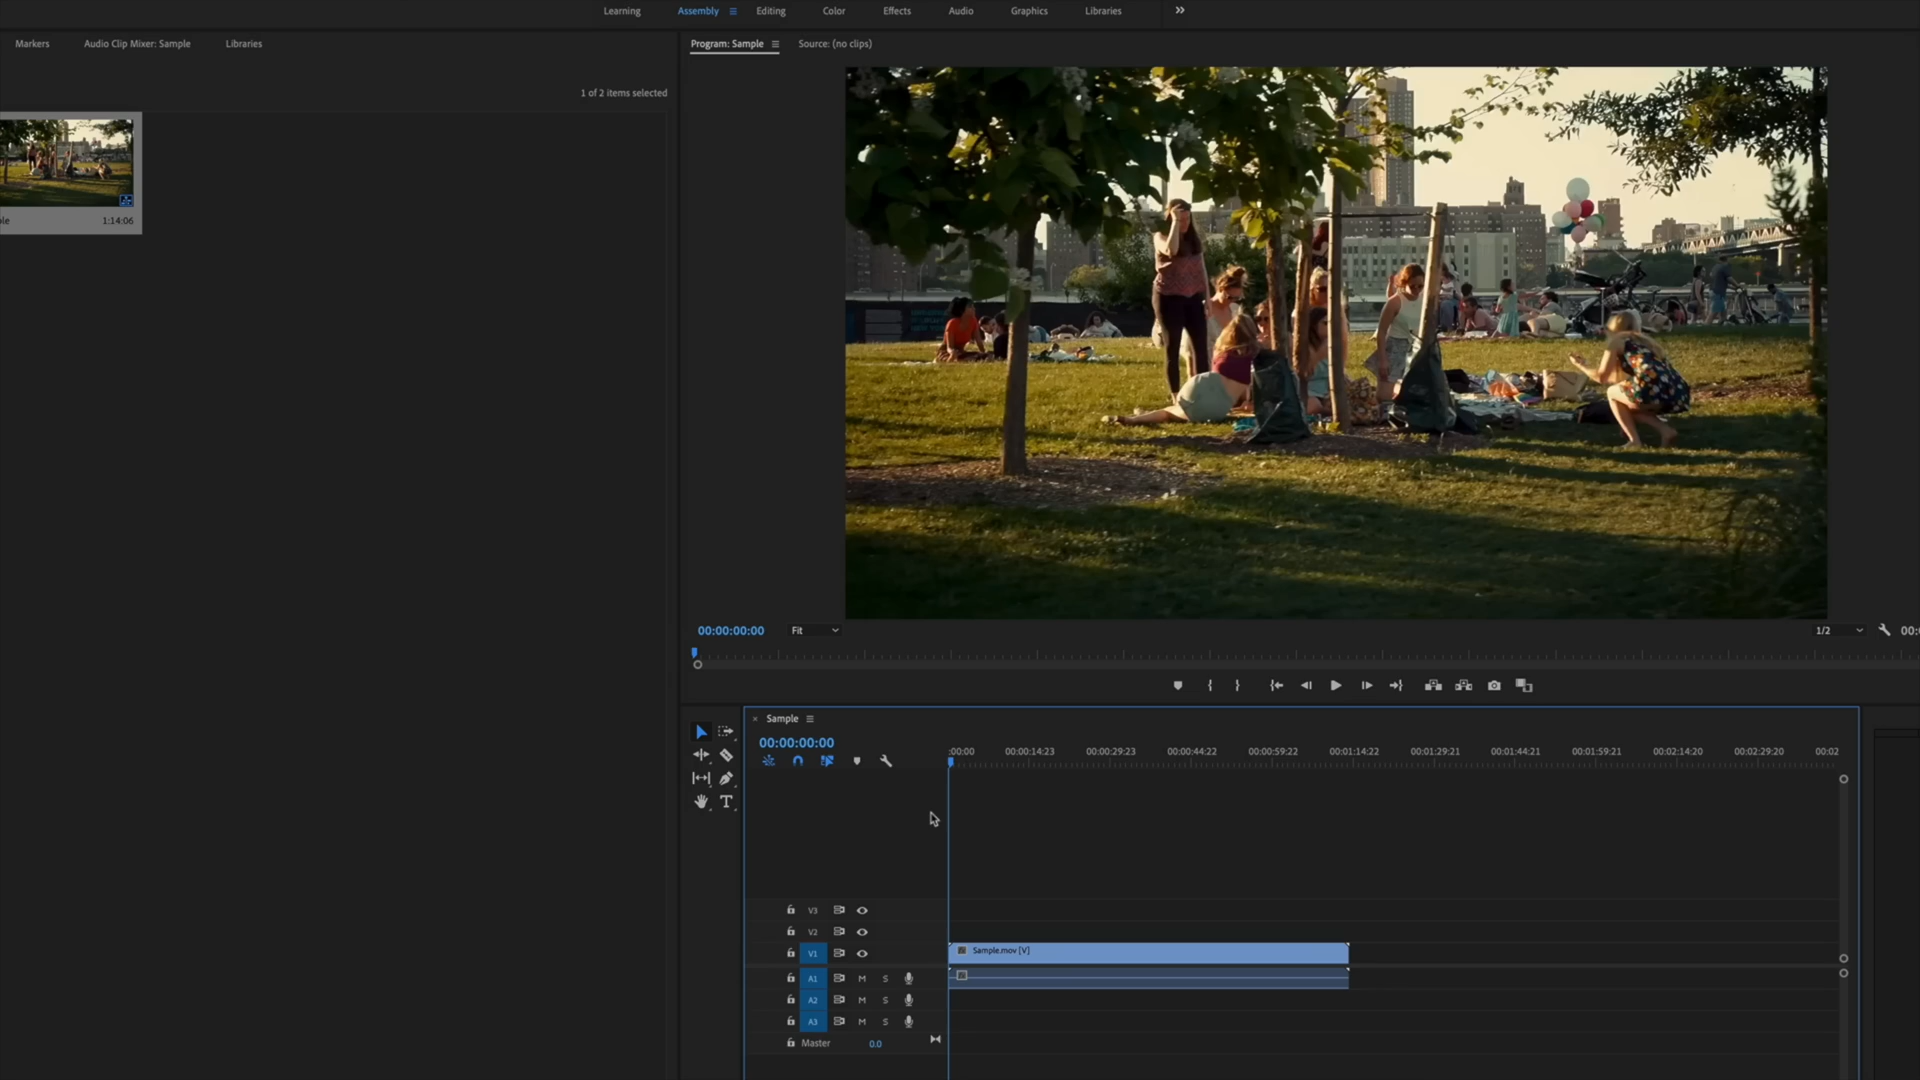 Learning Assembly Editing Color Effects Audio Graphics Libraries
Markers Audio Clip Mixer: Sample Libraries
Program: Sample Source: (no clips)
1 of 2 items selected
1:14:06
00:00:00:00 Fit 1/2
Sample
00:00:00:00
:00:00 00:00:14:23 00:00:29:23 00:00:44:22 00:00:59:22 00:01:14:22 00:01:29:21 00:01:44:21 00:01:59:21 00:02:14:20 00:02:29:20 00:02
V3
V2
V1 Sample.mov [V]
A1 M S
A2 M S
A3 M S
Master 0.0